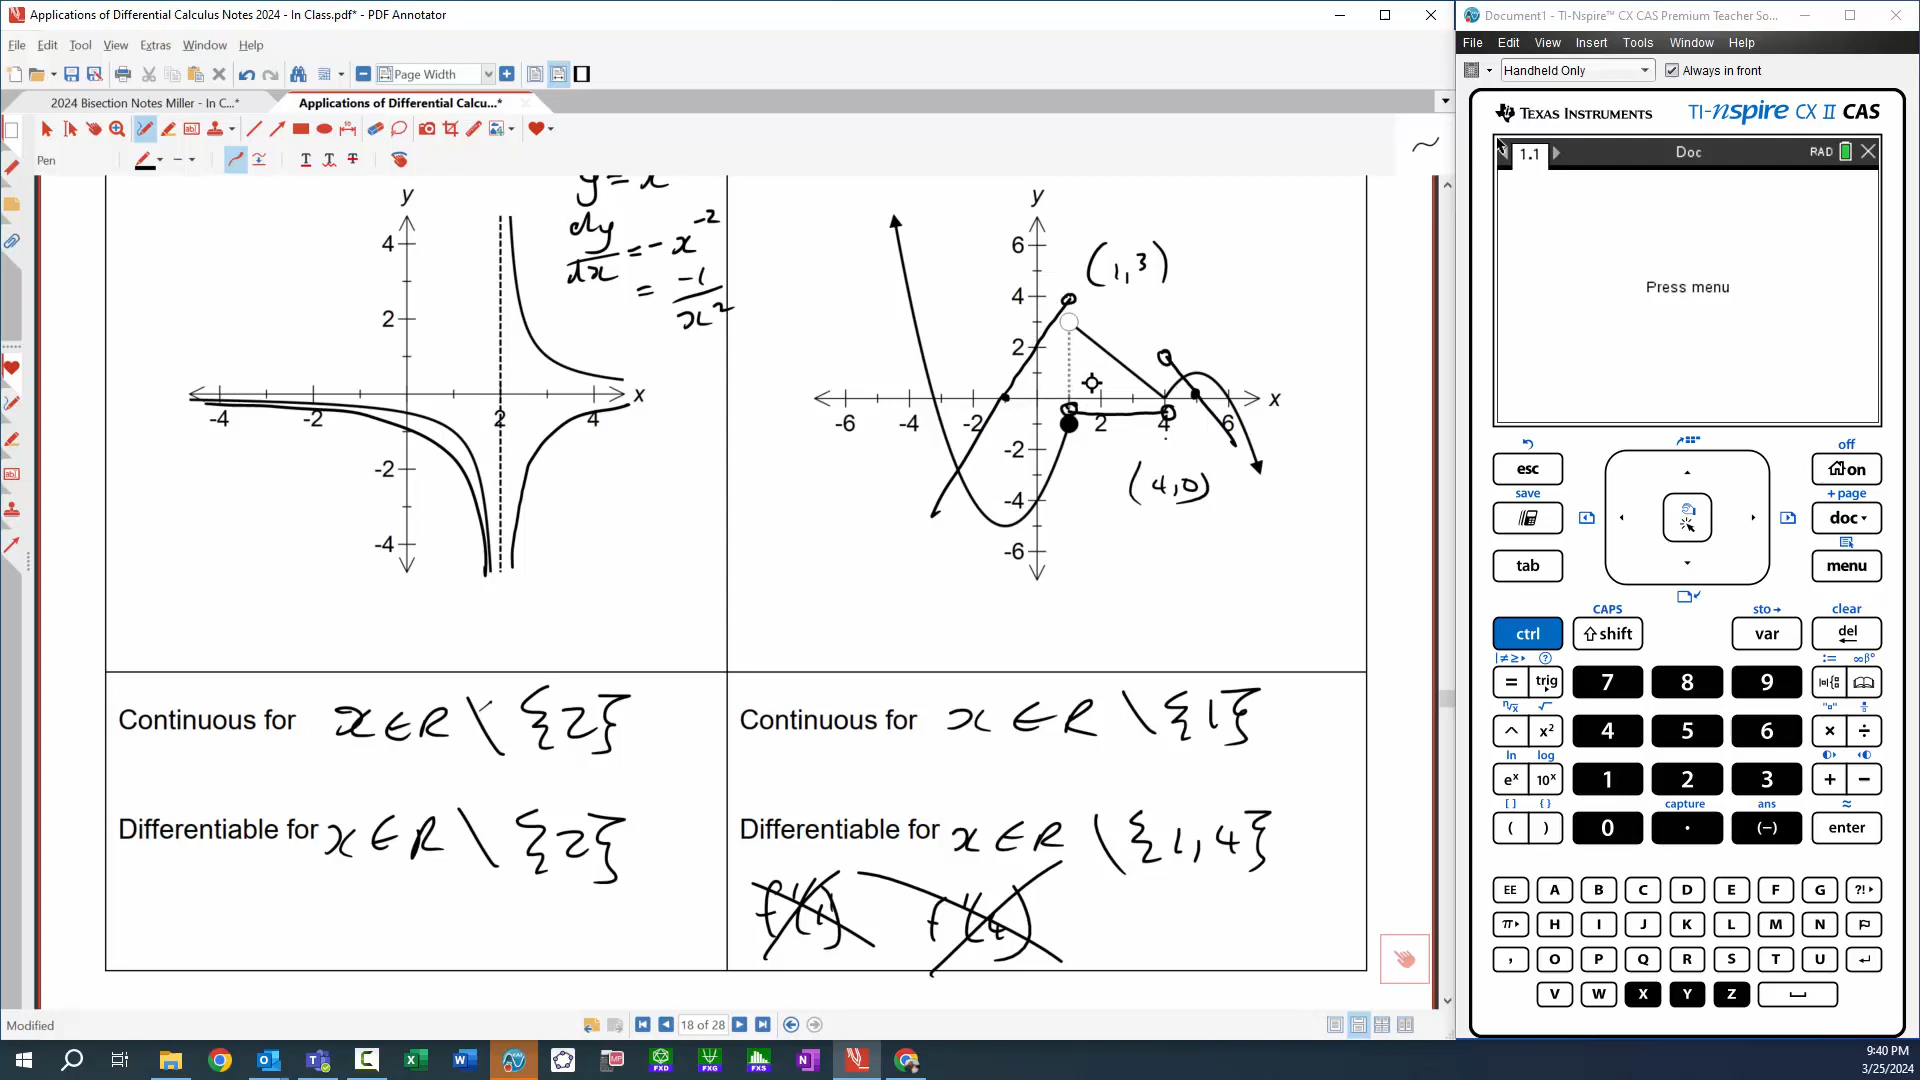 Applications of Differential Calculus Notes 2024 - In Class.pdf* - PDF Annotator
File Edit Tool View Extras Window Help
Page Width
2024 Bisection Notes Miller - In C...*
Applications of Differential Calcu...*
Pen
y = x
dy/dx = -x^-2
= -1/x^2
y
4
2
-4 -2 2 4 x
-2
-4
y
6
4
2
-6 -4 -2 2 4 6 x
-2
-4
-6
(1,3)
(4,0)
Continuous for x ∈ R \ {2}
Differentiable for x ∈ R \ {2}
Continuous for x ∈ R \ {1}
Differentiable for x ∈ R \ {1,4}
f'(1) f'(4)
Modified
18 of 28
Document1 - TI-Nspire™ CX CAS Premium Teacher So...
File Edit View Insert Tools Window Help
Handheld Only
Always in front
TEXAS INSTRUMENTS
TI-nspire CX II CAS
1.1 Doc RAD
Press menu
off
esc on
save + page
doc
tab menu
CAPS sto→ clear
ctrl shift var del
= trig 7 8 9
^ x² 4 5 6 × ÷
ln log
eˣ 10ˣ 1 2 3 + −
[ ] { } capture ans ≈
( ) 0 . (−) enter
EE A B C D E F G ?!
π H I J K L M N
, O P Q R S T U
V W X Y Z
FXD FXG FXS
9:40 PM
3/25/2024